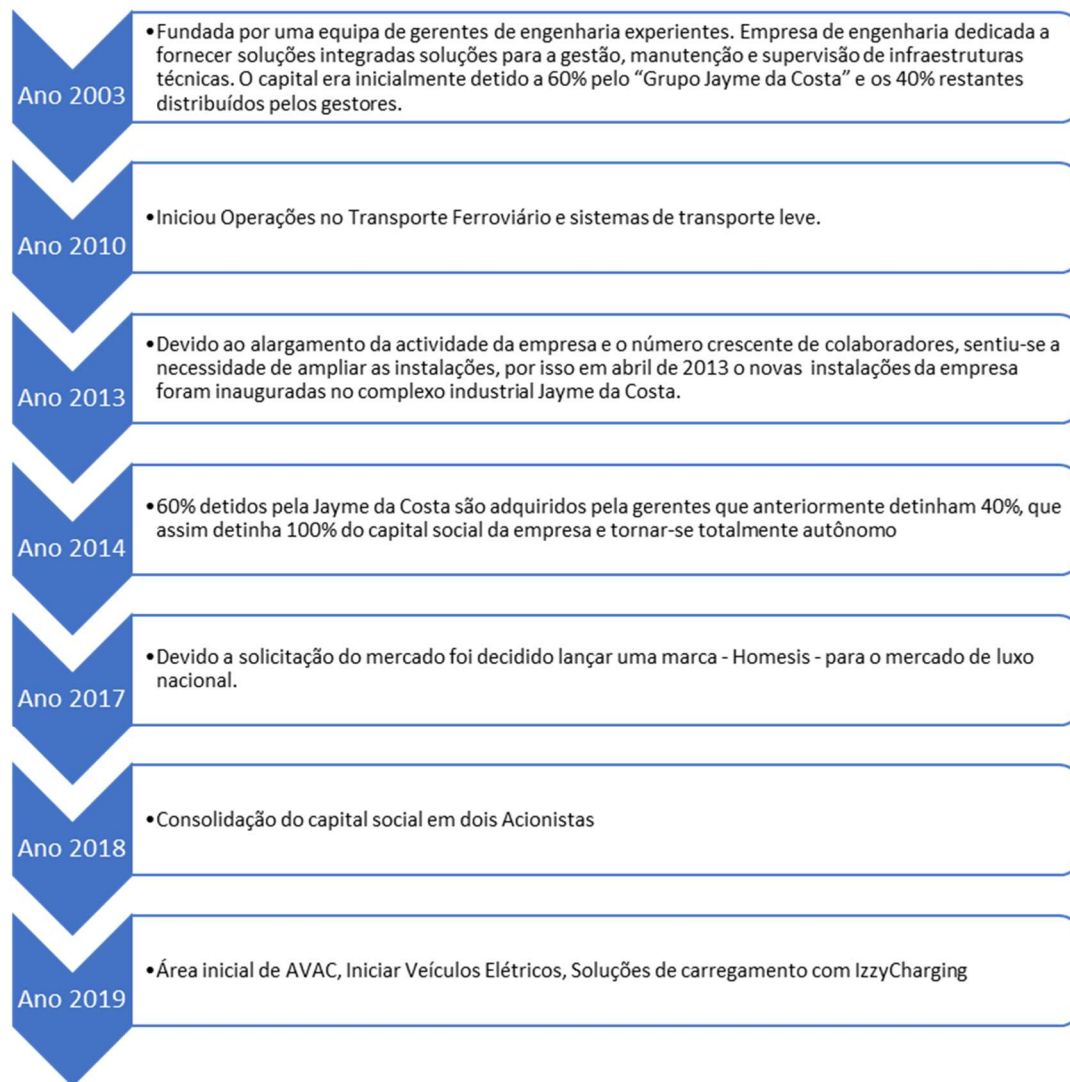 Ano 2003
•Fundada por uma equipa de gerentes de engenharia experientes. Empresa de engenharia dedicada a
fornecer soluções integradas soluções para a gestão, manutenção e supervisão de infraestruturas
técnicas. O capital era inicialmente detido a 60% pelo “Grupo Jayme da Costa” e os 40% restantes
distribuídos pelos gestores.
Ano 2010
•Iniciou Operações no Transporte Ferroviário e sistemas de transporte leve.
Ano 2013
•Devido ao alargamento da actividade da empresa e o número crescente de colaboradores, sentiu-se a
necessidade de ampliar as instalações, por isso em abril de 2013 o novas instalações da empresa
foram inauguradas no complexo industrial Jayme da Costa.
Ano 2014
•60% detidos pela Jayme da Costa são adquiridos pela gerentes que anteriormente detinham 40%, que
assim detinha 100% do capital social da empresa e tornar-se totalmente autônomo
Ano 2017
•Devido a solicitação do mercado foi decidido lançar uma marca - Homesis - para o mercado de luxo
nacional.
Ano 2018
•Consolidação do capital social em dois Acionistas
Ano 2019
•Área inicial de AVAC, Iniciar Veículos Elétricos, Soluções de carregamento com IzzyCharging